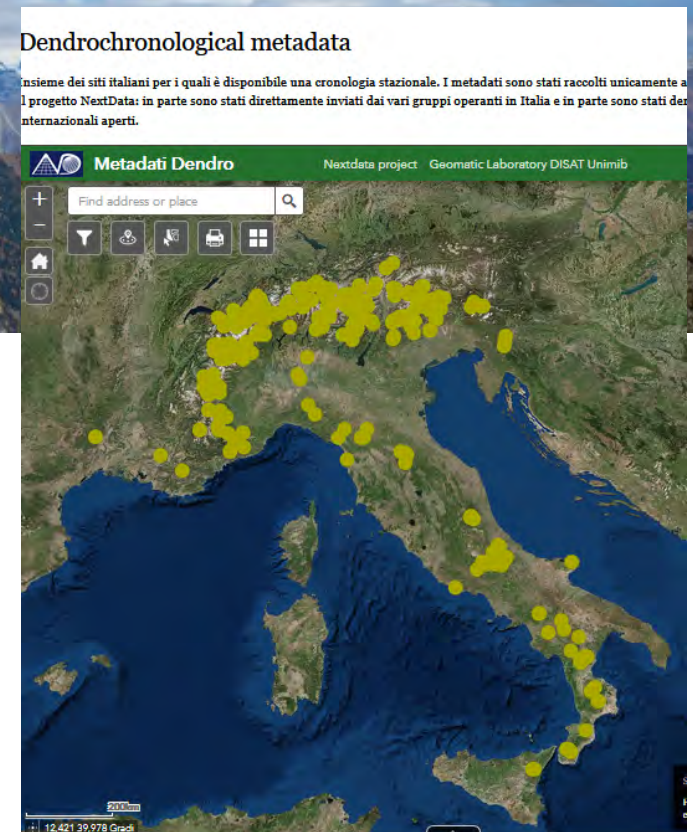 Dendrochronological metadata
nsieme dei siti italiani per i quali è disponibile una cronologia stazionale. I metadati sono stati raccolti unicamente a
l progetto NextData: in parte sono stati direttamente inviati dai vari gruppi operanti in Italia e in parte sono stati der
nternazionali aperti.
Metadati Dendro Nextdata project Geomatic Laboratory DISAT Unimib
+ Find address or place
−
200km
12,421 39,978 Gradi